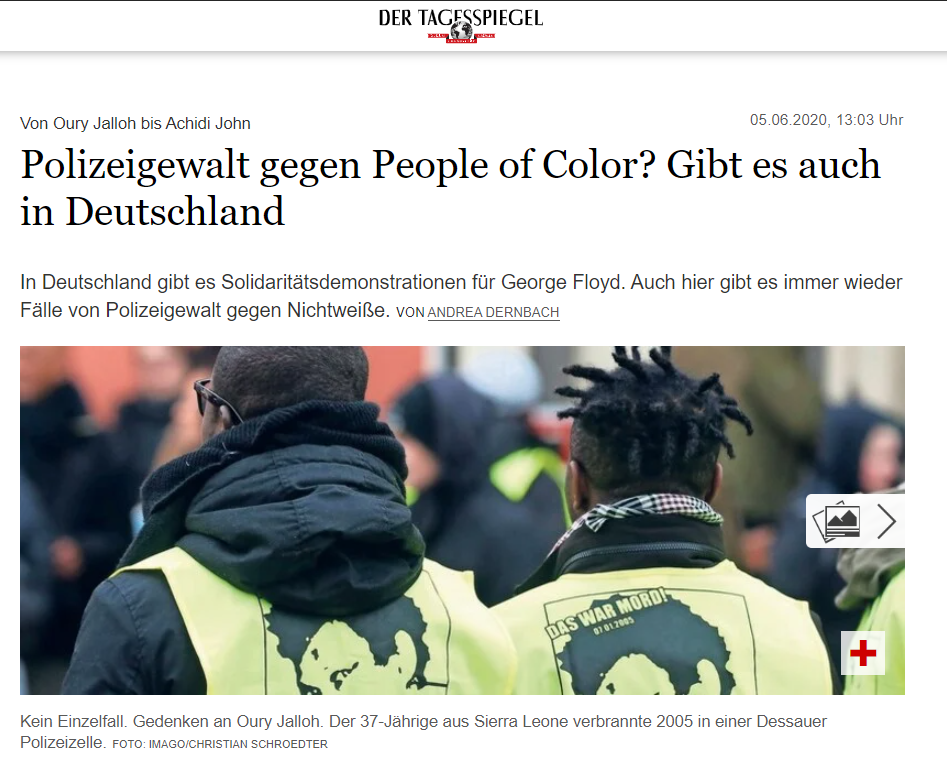 DER TAGESSPIEGEL
Von Oury Jalloh bis Achidi John
05.06.2020, 13:03 Uhr
Polizeigewalt gegen People of Color? Gibt es auch
in Deutschland
In Deutschland gibt es Solidaritätsdemonstrationen für George Floyd. Auch hier gibt es immer wieder
Fälle von Polizeigewalt gegen Nichtweiße. VON ANDREA DERNBACH
DAS WAR MORD!
07.01.2005
Kein Einzelfall. Gedenken an Oury Jalloh. Der 37-Jährige aus Sierra Leone verbrannte 2005 in einer Dessauer
Polizeizelle. FOTO: IMAGO/CHRISTIAN SCHROEDTER